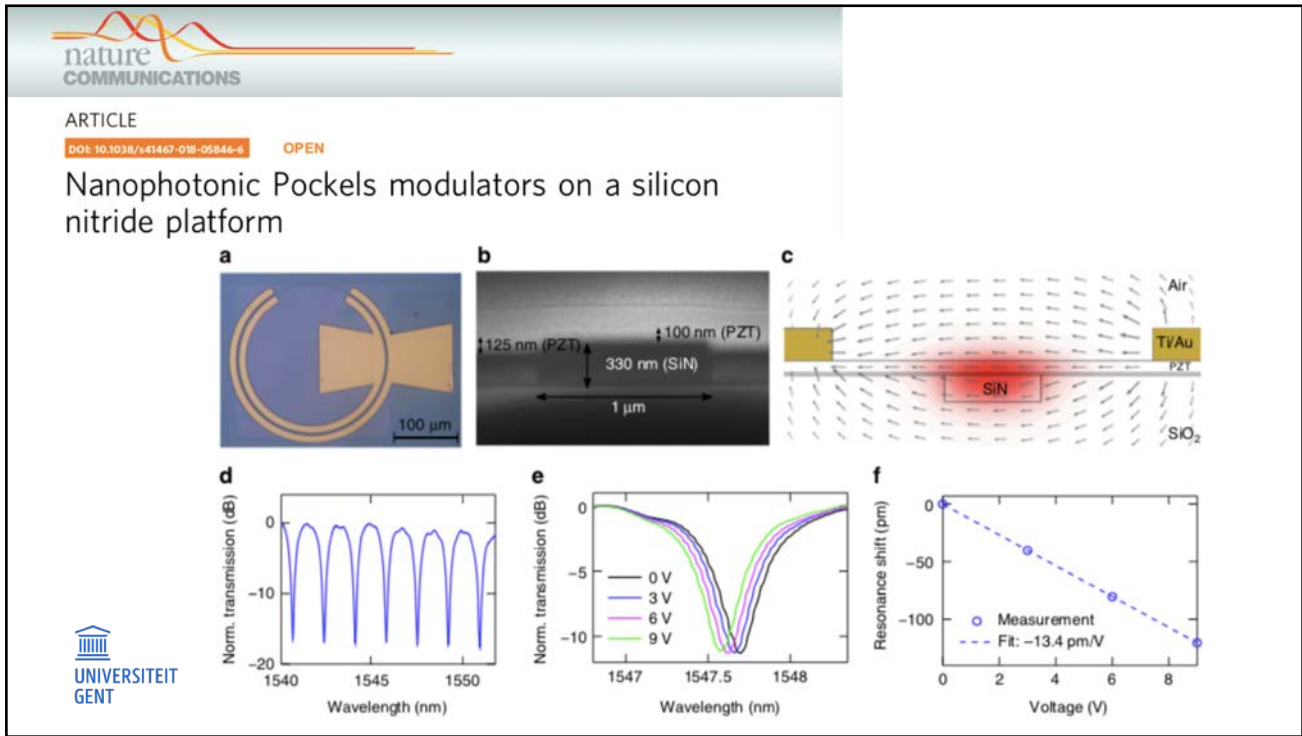 nature
COMMUNICATIONS
ARTICLE
DOI: 10.1038/s41467-018-05846-6 OPEN
Nanophotonic Pockels modulators on a silicon
nitride platform
a
100 μm
b
125 nm (PZT)
100 nm (PZT)
330 nm (SiN)
1 μm
c
Air
Ti/Au
PZT
SiN
SiO2
d
Norm. transmission (dB)
0
−10
−20
1540 1545 1550
Wavelength (nm)
e
Norm. transmission (dB)
0
−5
−10
0 V
3 V
6 V
9 V
1547 1547.5 1548
Wavelength (nm)
f
Resonance shift (pm)
0
−50
−100
Measurement
Fit: −13.4 pm/V
0 2 4 6 8
Voltage (V)
UNIVERSITEIT
GENT